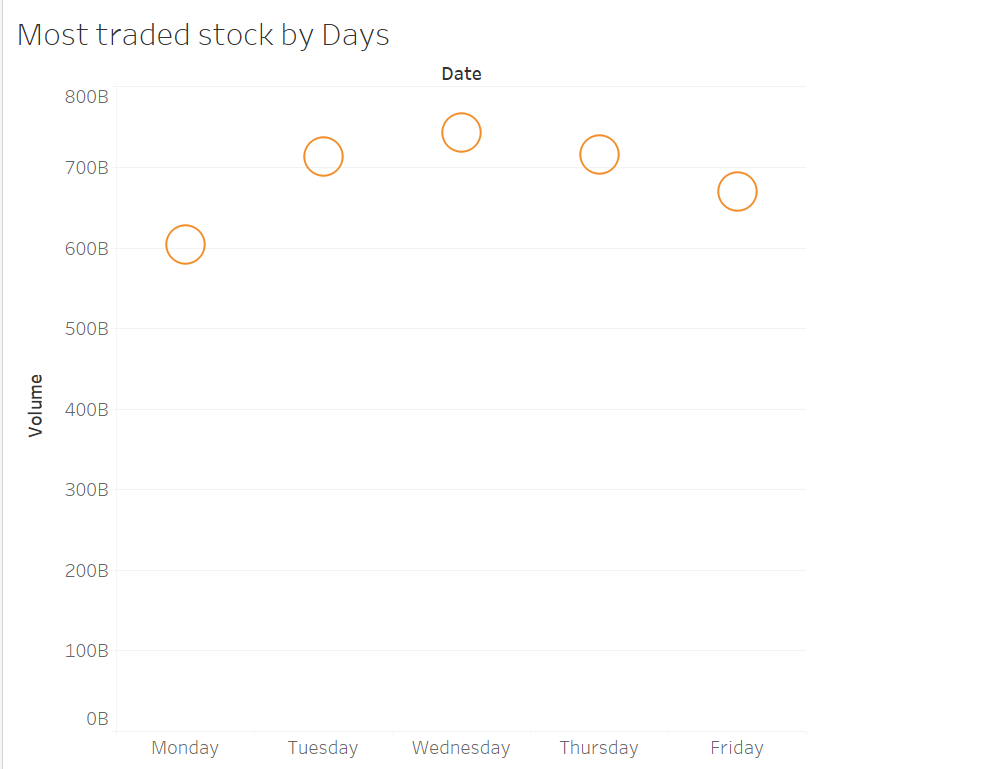 Most traded stock by Days
Date
800B
700B
600B
500B
400B
300B
200B
100B
0B
Volume
Monday Tuesday Wednesday Thursday Friday